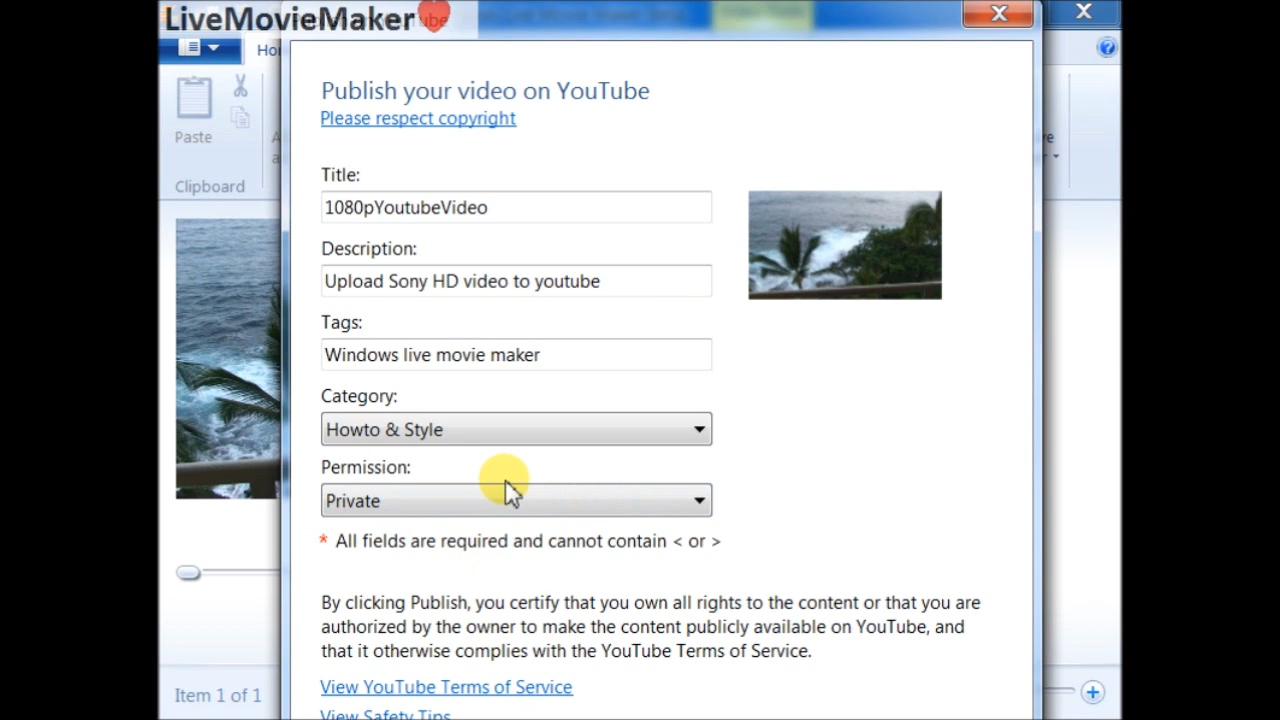 LiveMovieMaker
Paste
Clipboard
Publish your video on YouTube
Please respect copyright
Title:
1080pYoutubeVideo
Description:
Upload Sony HD video to youtube
Tags:
Windows live movie maker
Category:
Howto & Style
Permission:
Private
* All fields are required and cannot contain < or >
By clicking Publish, you certify that you own all rights to the content or that you are
authorized by the owner to make the content publicly available on YouTube, and
that it otherwise complies with the YouTube Terms of Service.
View YouTube Terms of Service
View Safety Tips
Item 1 of 1